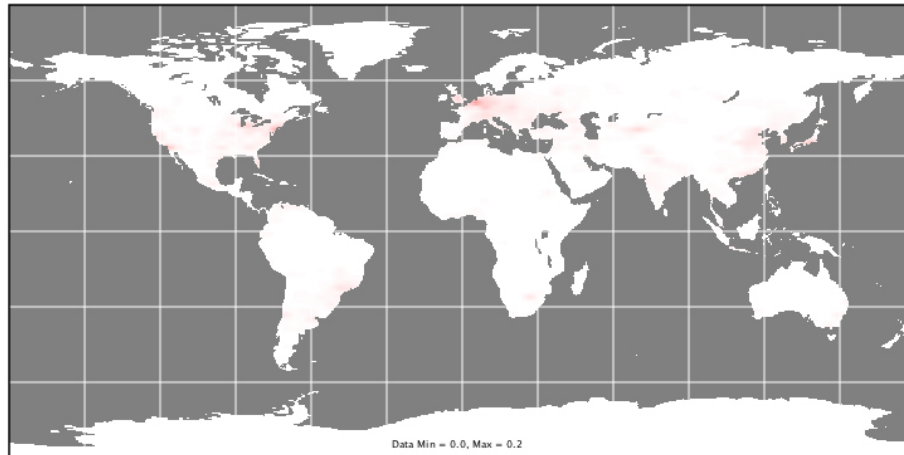 Data Min = 0.0, Max = 0.2